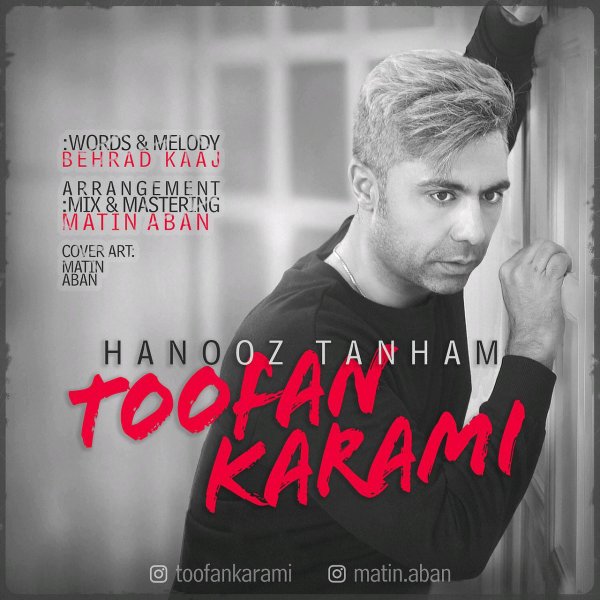 :WORDS & MELODY
BEHRAD KAAJ
ARRANGEMENT
:MIX & MASTERING
MATIN ABAN
COVER ART:
MATIN
ABAN
HANOOZ TANHAM
TOOFAN
KARAMI
toofankarami
matin.aban